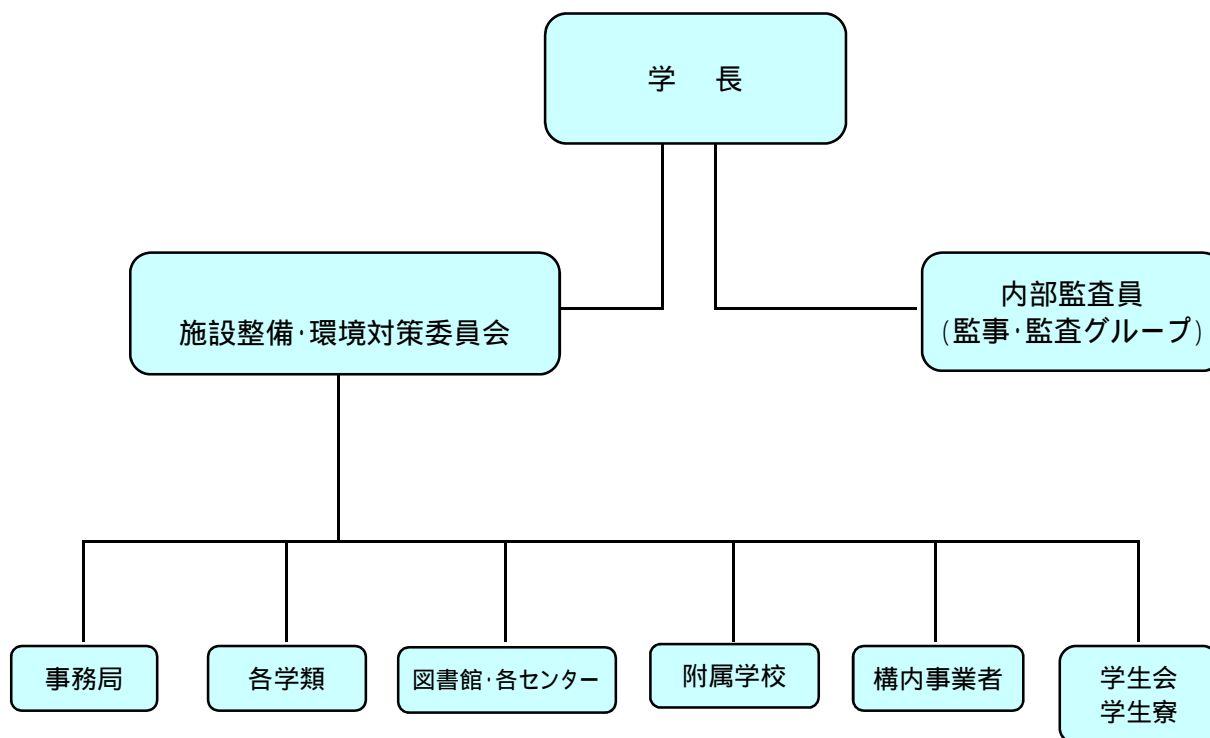 学　長
施設整備・環境対策委員会
内部監査員
(監事・監査グループ)
事務局
各学類
図書館・各センター
附属学校
構内事業者
学生会
学生寮